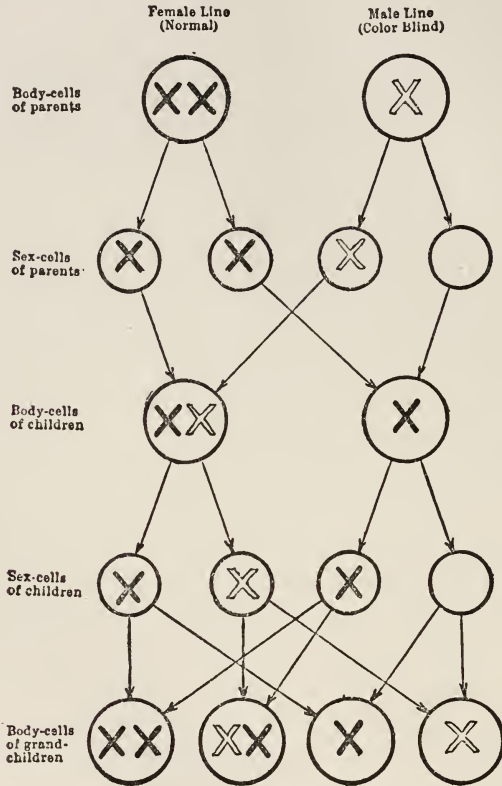 Female Line
(Normal)
Male Line
(Color Blind)
Body-cells
of parents
XX
X
Sex-cells
of parents
X
X
X
Body-cells
of children
XX
X
Sex-cells
of children
X
X
X
Body-cells
of grand-
children
XX
XX
X
X